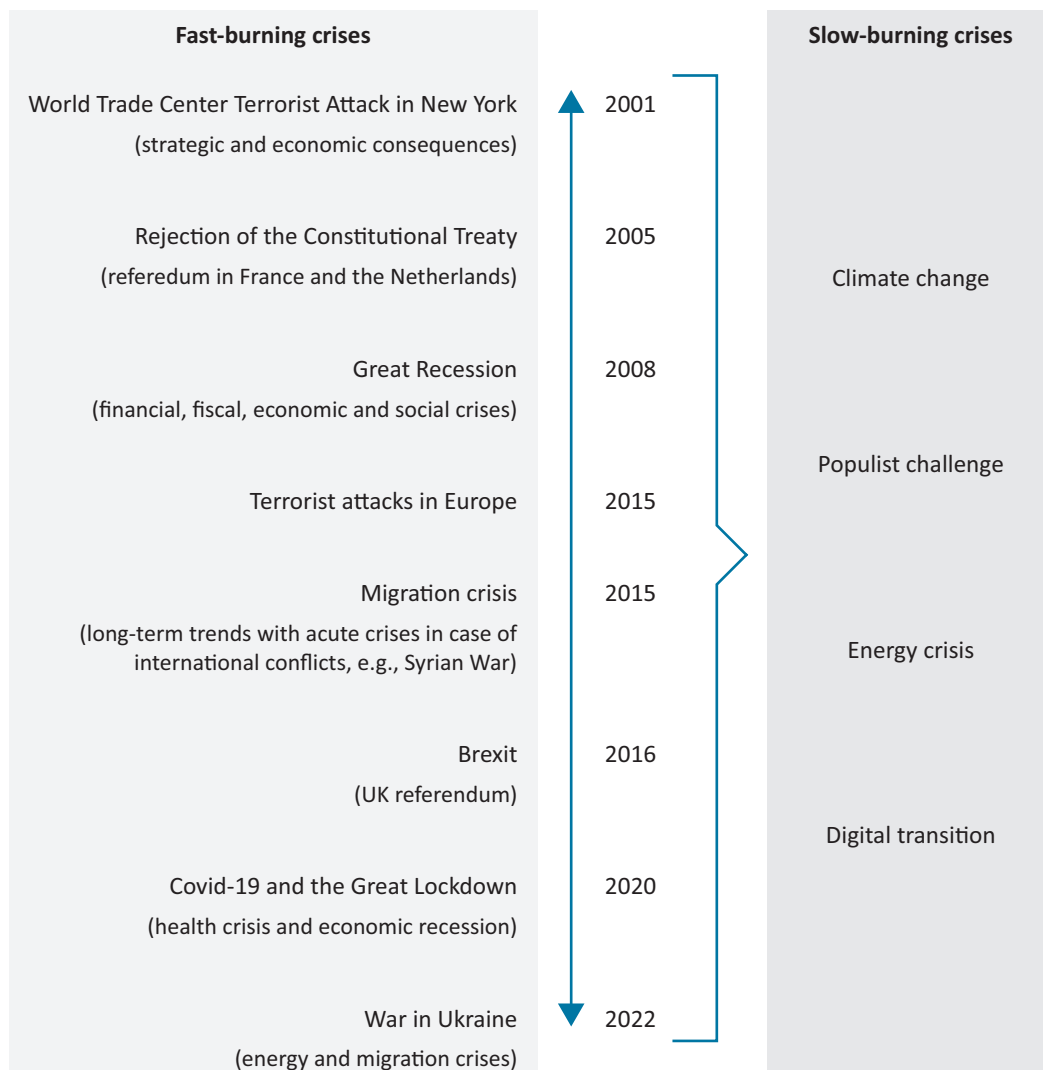 Fast-burning crises
Slow-burning crises
World Trade Center Terrorist Attack in New York
2001
(strategic and economic consequences)
Rejection of the Constitutional Treaty
2005
(referedum in France and the Netherlands)
Climate change
Great Recession
2008
(financial, fiscal, economic and social crises)
Populist challenge
Terrorist attacks in Europe
2015
Migration crisis
2015
(long-term trends with acute crises in case of
international conflicts, e.g., Syrian War)
Energy crisis
Brexit
2016
(UK referendum)
Digital transition
Covid-19 and the Great Lockdown
2020
(health crisis and economic recession)
War in Ukraine
2022
(energy and migration crises)